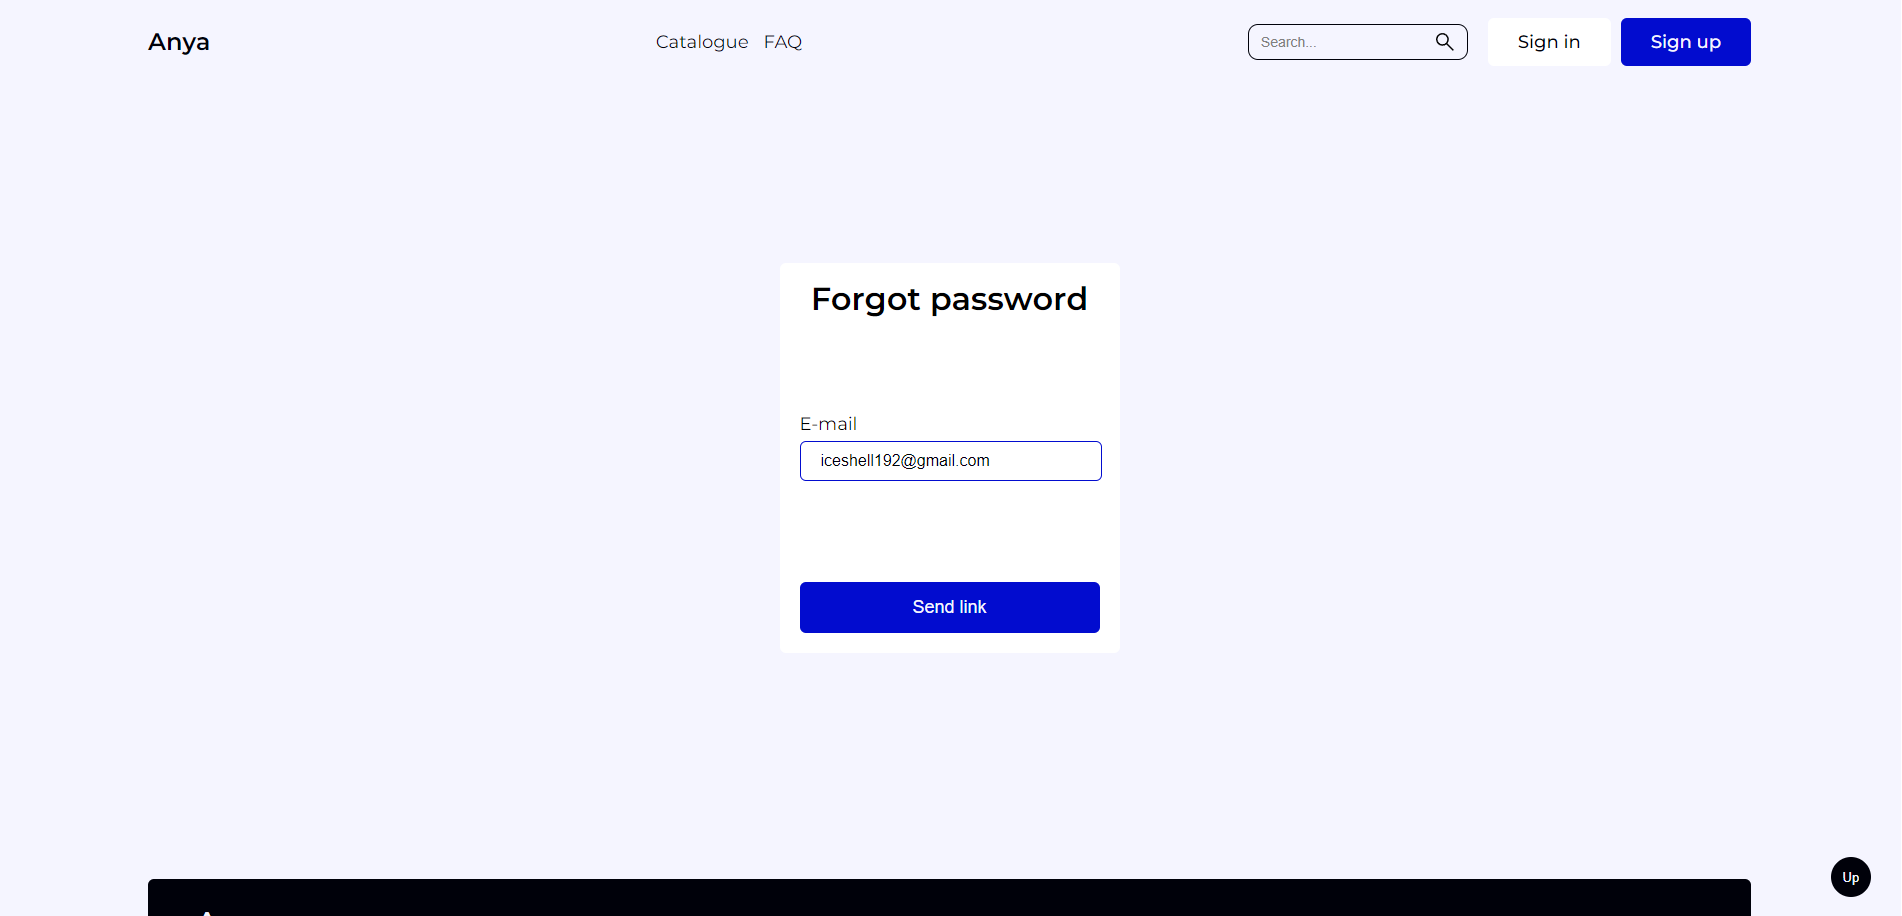 Anya
Catalogue FAQ
Search...
Sign in
Sign up
Forgot password
E-mail
iceshell192@gmail.com
Send link
Up